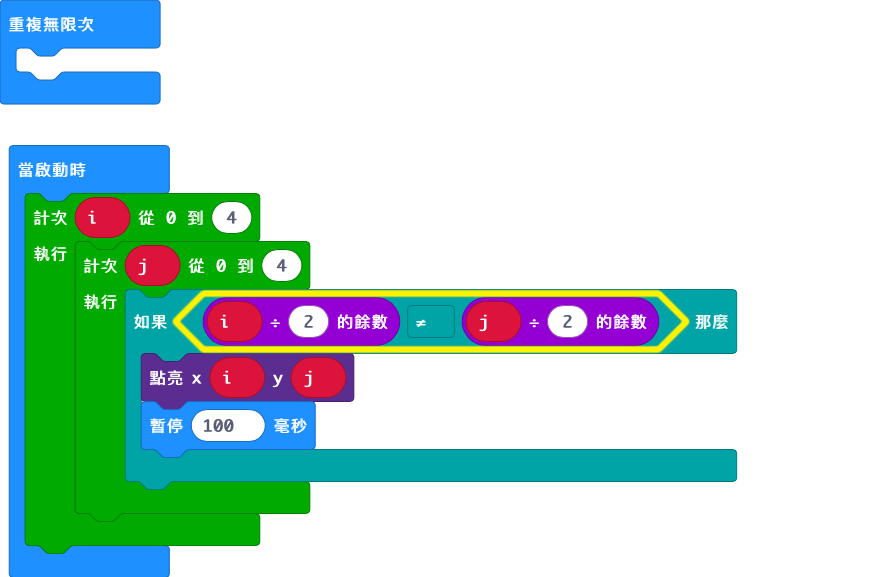 重複無限次
當啟動時
計次 i 從 0 到 4
執行
計次 j 從 0 到 4
執行
如果 i ÷ 2 的餘數 ≠ j ÷ 2 的餘數 那麼
點亮 x i y j
暫停 100 毫秒